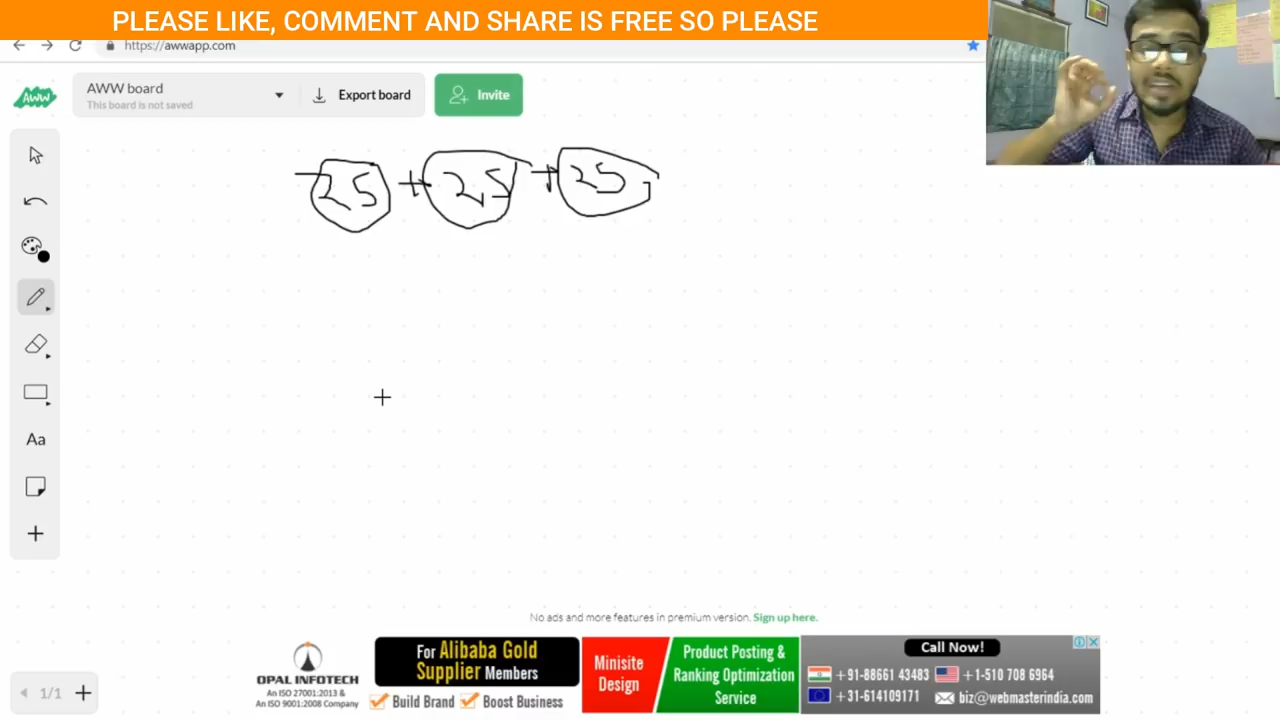 PLEASE LIKE, COMMENT AND SHARE IS FREE SO PLEASE
https://awwapp.com
AWW
AWW board
This board is not saved
Export board
Invite
25 + 25 + 25
Aa
No ads and more features in premium version. Sign up here.
OPAL INFOTECH
An ISO 27001:2013 &
An ISO 9001:2008 Company
For Alibaba Gold
Supplier Members
Build Brand Boost Business
Minisite
Design
Product Posting &
Ranking Optimization
Service
Call Now!
+91-88661 43483 +1-510 708 6964
+31-614109171 biz@webmasterindia.com
1/1